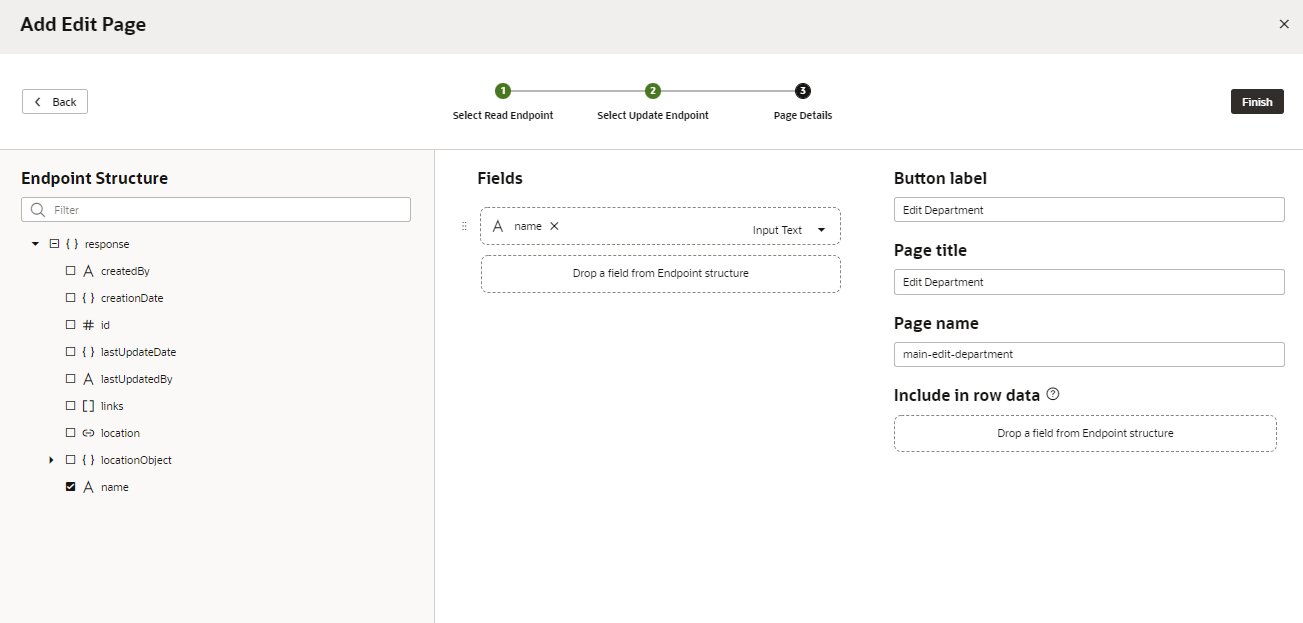 Add Edit Page
Back
1
2
3
Select Read Endpoint
Select Update Endpoint
Page Details
Finish
Endpoint Structure
Filter
{ } response
A createdBy
{ } creationDate
# id
{ } lastUpdateDate
A lastUpdatedBy
[ ] links
location
{ } locationObject
A name
Fields
A name
Input Text
Drop a field from Endpoint structure
Button label
Edit Department
Page title
Edit Department
Page name
main-edit-department
Include in row data ?
Drop a field from Endpoint structure